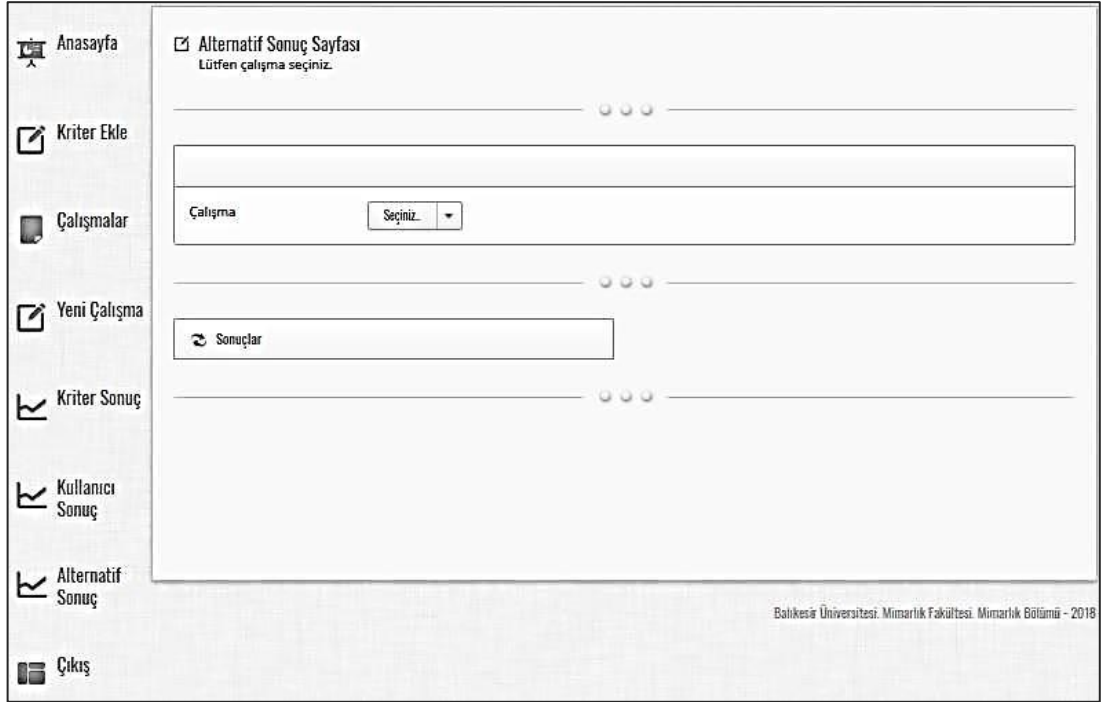 Anasayfa
Kriter Ekle
Çalışmalar
Yeni Çalışma
Kriter Sonuç
Kullanıcı
Sonuç
Alternatif
Sonuç
Çıkış
Alternatif Sonuç Sayfası
Lütfen çalışma seçiniz.
Çalışma
Seçiniz..
Sonuçlar
Balıkesir Üniversitesi. Mimarlık Fakültesi. Mimarlık Bölümü - 2018